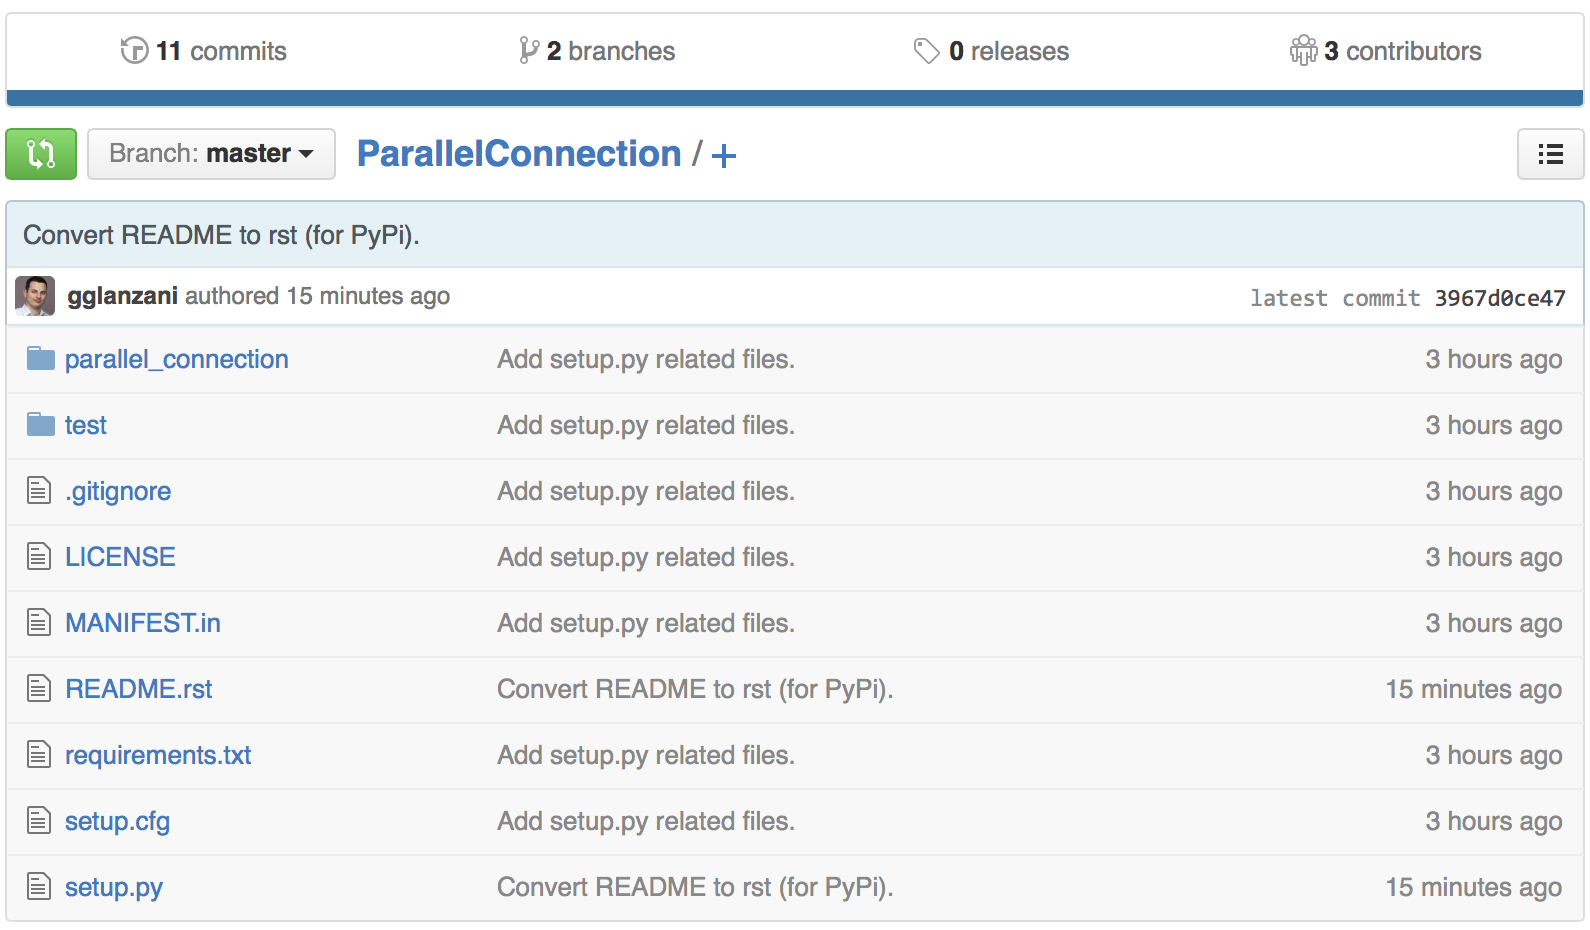 11 commits 2 branches 0 releases 3 contributors
Branch: master ParallelConnection / +
Convert README to rst (for PyPi).
gglanzani authored 15 minutes ago latest commit 3967d0ce47
parallel_connection Add setup.py related files. 3 hours ago
test Add setup.py related files. 3 hours ago
.gitignore Add setup.py related files. 3 hours ago
LICENSE Add setup.py related files. 3 hours ago
MANIFEST.in Add setup.py related files. 3 hours ago
README.rst Convert README to rst (for PyPi). 15 minutes ago
requirements.txt Add setup.py related files. 3 hours ago
setup.cfg Add setup.py related files. 3 hours ago
setup.py Convert README to rst (for PyPi). 15 minutes ago